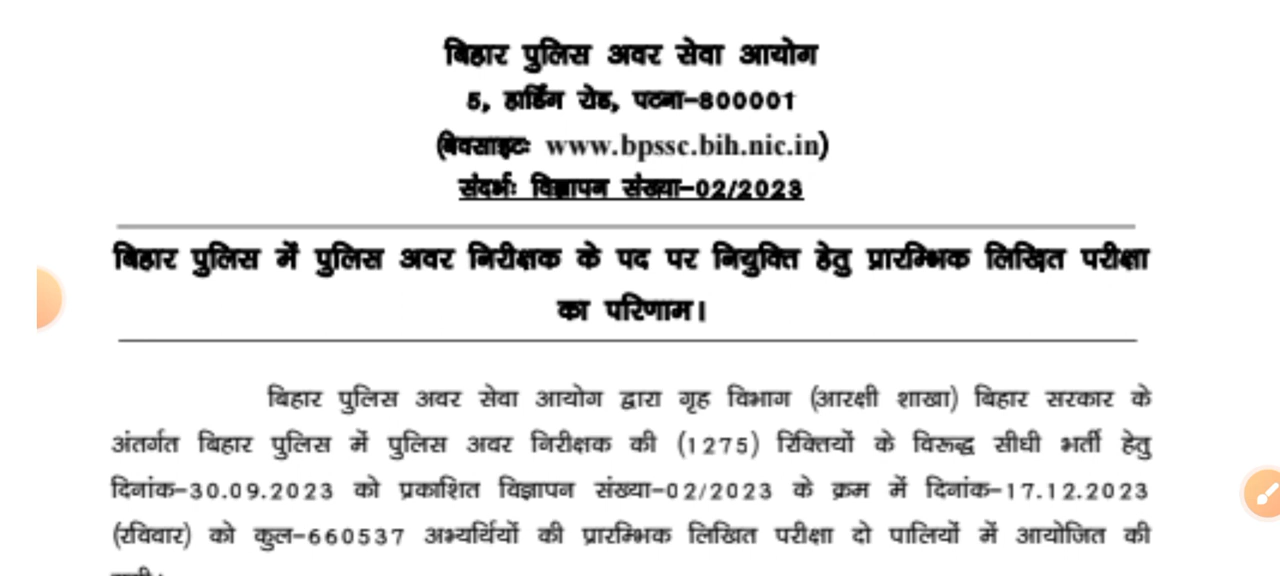 बिहार पुलिस अवर सेवा आयोग
5, हार्डिंग रोड, पटना-800001
(बेवसाइटः www.bpssc.bih.nic.in)
संदर्भः विज्ञापन संख्या-02/2023
बिहार पुलिस में पुलिस अवर निरीक्षक के पद पर नियुक्ति हेतु प्रारम्भिक लिखित परीक्षा
का परिणाम।
बिहार पुलिस अवर सेवा आयोग द्वारा गृह विभाग (आरक्षी शाखा) बिहार सरकार के
अंतर्गत बिहार पुलिस में पुलिस अवर निरीक्षक की (1275) रिक्तियों के विरूद्ध सीधी भर्ती हेतु
दिनांक-30.09.2023 को प्रकाशित विज्ञापन संख्या-02/2023 के क्रम में दिनांक-17.12.2023
(रविवार) को कुल-660537 अभ्यर्थियों की प्रारम्भिक लिखित परीक्षा दो पालियों में आयोजित की